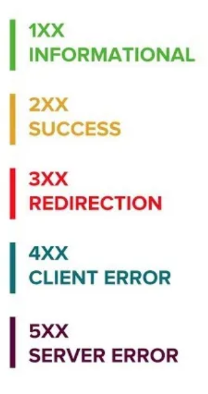 1XX
INFORMATIONAL
2XX
SUCCESS
3XX
REDIRECTION
4XX
CLIENT ERROR
5XX
SERVER ERROR